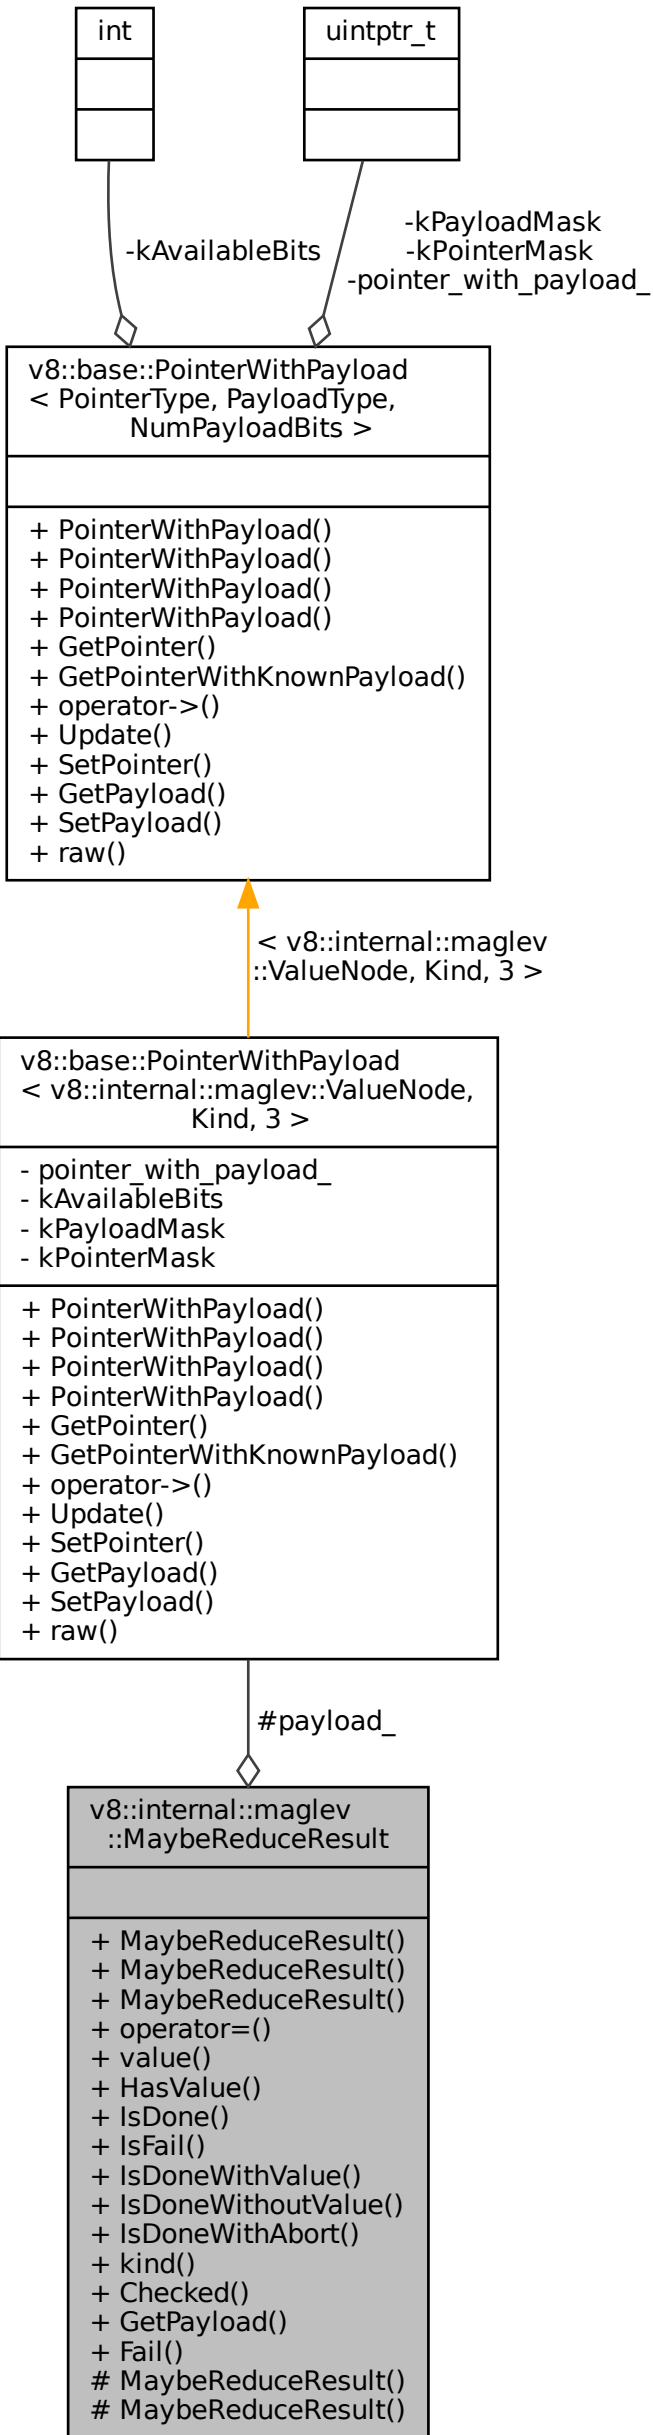 int
uintptr_t
-kAvailableBits
-kPayloadMask
-kPointerMask
-pointer_with_payload_
v8::base::PointerWithPayload
< PointerType, PayloadType,
NumPayloadBits >
+ PointerWithPayload()
+ PointerWithPayload()
+ PointerWithPayload()
+ PointerWithPayload()
+ GetPointer()
+ GetPointerWithKnownPayload()
+ operator->()
+ Update()
+ SetPointer()
+ GetPayload()
+ SetPayload()
+ raw()
< v8::internal::maglev
::ValueNode, Kind, 3 >
v8::base::PointerWithPayload
< v8::internal::maglev::ValueNode,
Kind, 3 >
- pointer_with_payload_
- kAvailableBits
- kPayloadMask
- kPointerMask
+ PointerWithPayload()
+ PointerWithPayload()
+ PointerWithPayload()
+ PointerWithPayload()
+ GetPointer()
+ GetPointerWithKnownPayload()
+ operator->()
+ Update()
+ SetPointer()
+ GetPayload()
+ SetPayload()
+ raw()
#payload_
v8::internal::maglev
::MaybeReduceResult
+ MaybeReduceResult()
+ MaybeReduceResult()
+ MaybeReduceResult()
+ operator=()
+ value()
+ HasValue()
+ IsDone()
+ IsFail()
+ IsDoneWithValue()
+ IsDoneWithoutValue()
+ IsDoneWithAbort()
+ kind()
+ Checked()
+ GetPayload()
+ Fail()
# MaybeReduceResult()
# MaybeReduceResult()